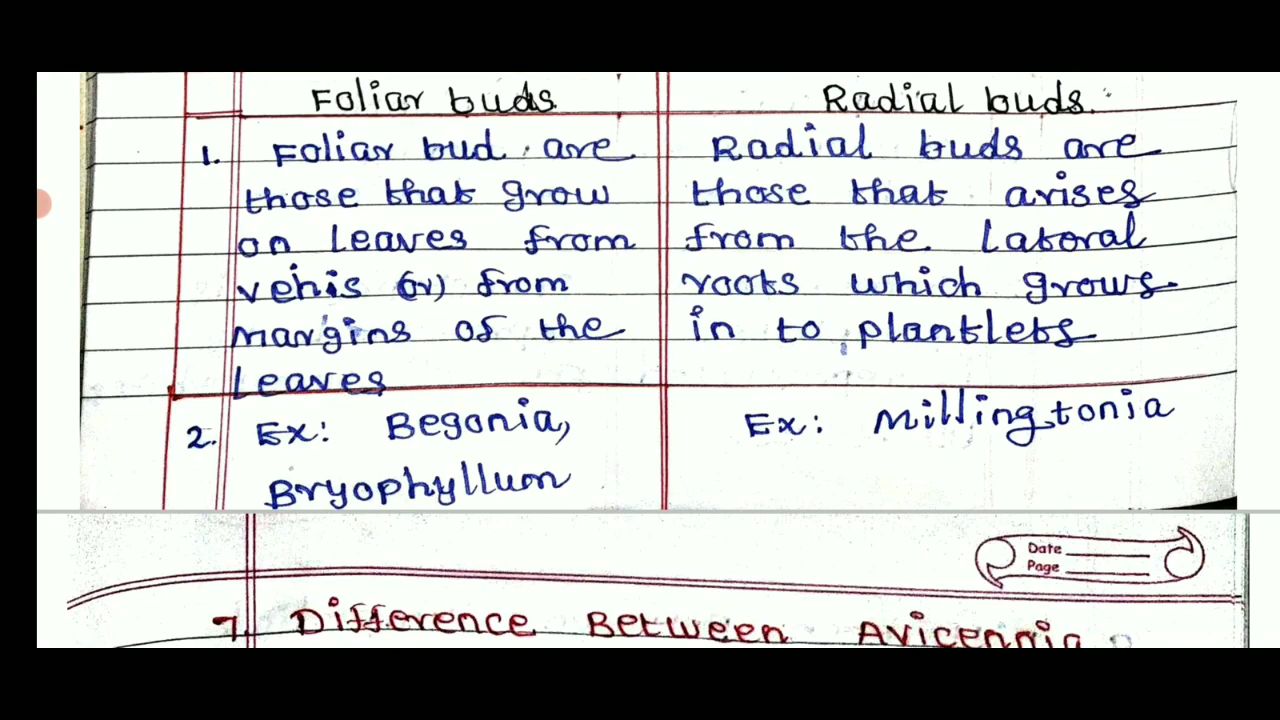 Foliar buds
Radial buds.
1. Foliar bud are
those that grow
on leaves from
veins (or) from
margins of the
leaves
Radial buds are
those that arises
from the Lateral
roots which grows.
in to plantlets
2. Ex: Begonia,
Bryophyllum
Ex: Millingtonia
Date
Page
7. Difference Between Avicennia